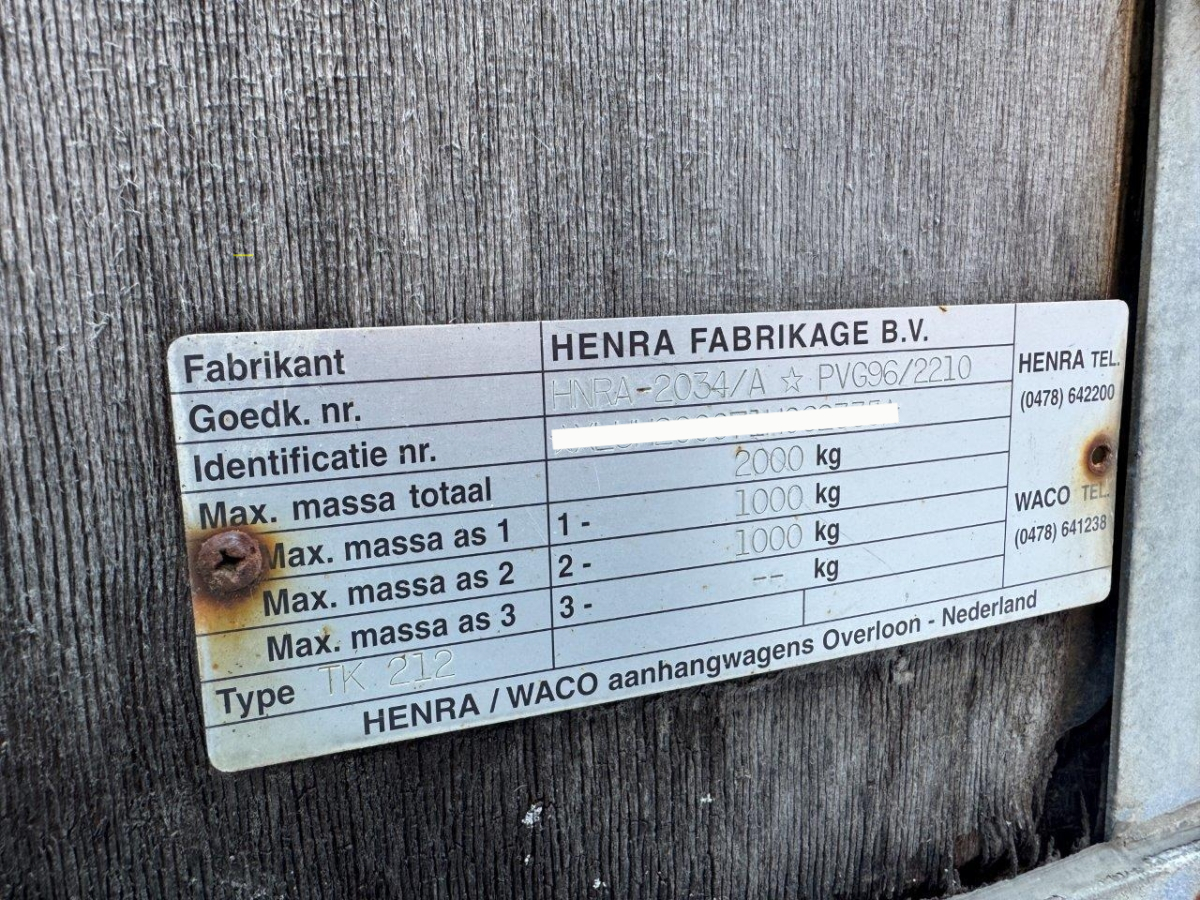 Fabrikant HENRA FABRIKAGE B.V.
Goedk. nr. HNRA-2034/A ☆ PVG96/2210
Identificatie nr.
Max. massa totaal 2000 kg
Max. massa as 1 1- 1000 kg
Max. massa as 2 2- 1000 kg
Max. massa as 3 3- -- kg
Type TK 212
HENRA / WACO aanhangwagens Overloon - Nederland
HENRA TEL.
(0478) 642200
WACO TEL.
(0478) 641238